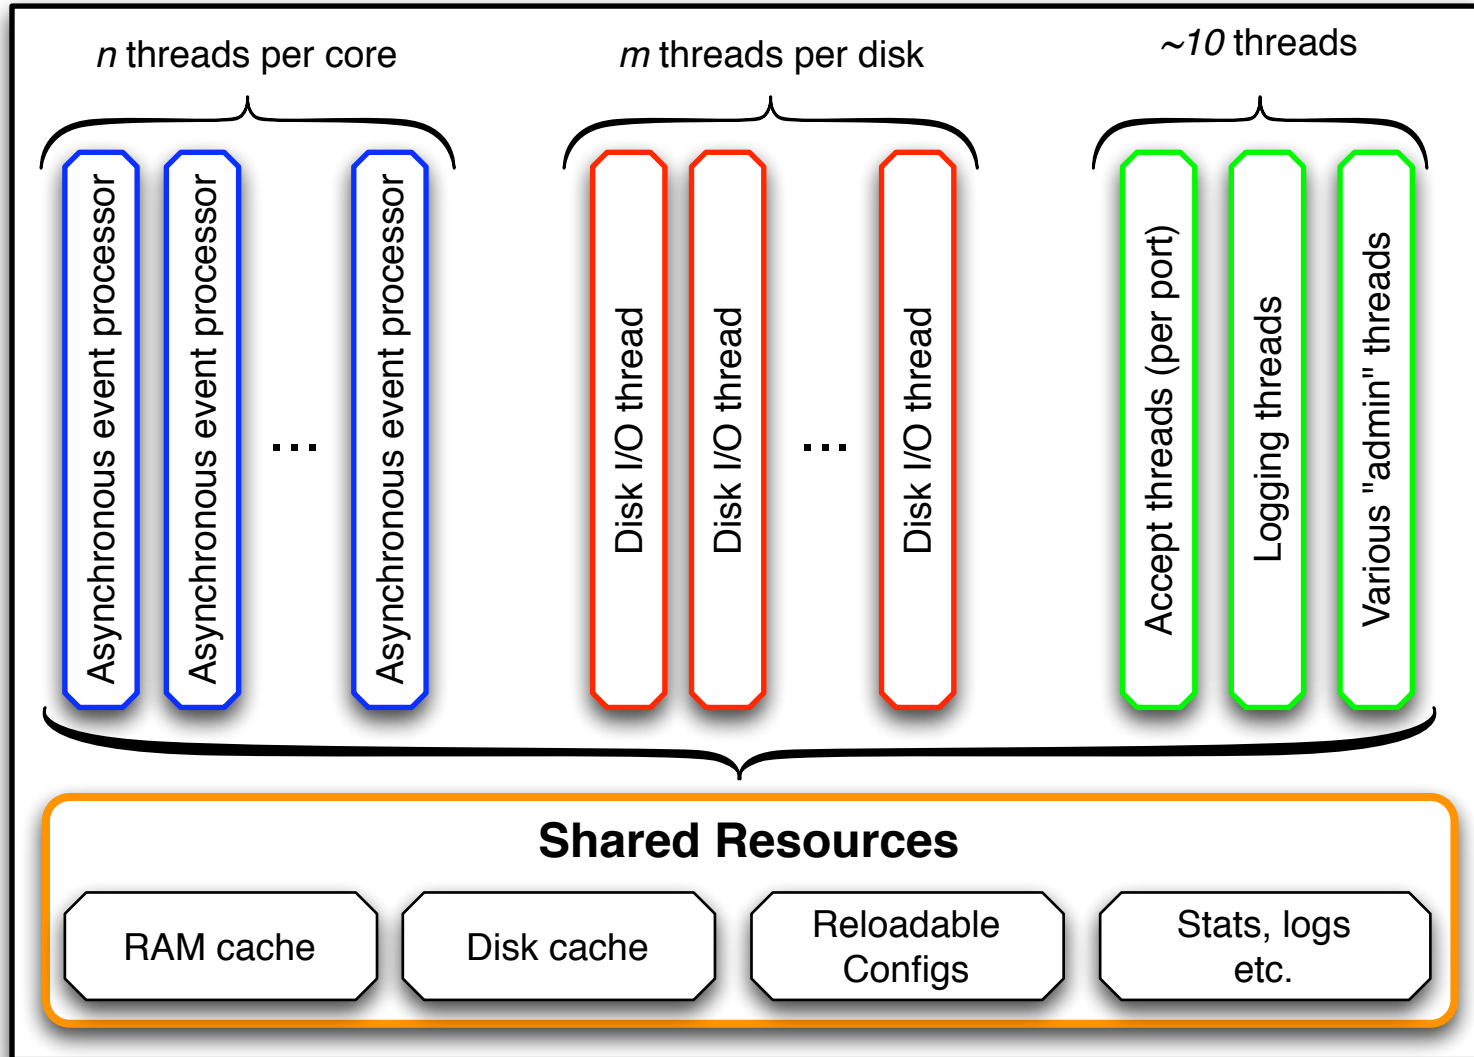 n threads per core
m threads per disk
~10 threads
Asynchronous event processor
Asynchronous event processor
...
Asynchronous event processor
Disk I/O thread
Disk I/O thread
...
Disk I/O thread
Accept threads (per port)
Logging threads
Various "admin" threads
Shared Resources
RAM cache
Disk cache
Reloadable
Configs
Stats, logs
etc.